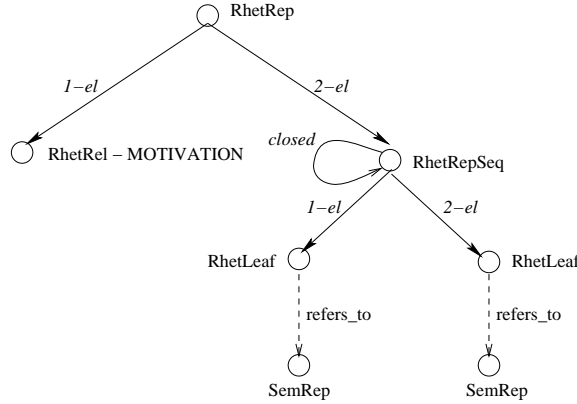 RhetRep
1−el
2−el
closed
RhetRel − MOTIVATION
RhetRepSeq
1−el
2−el
RhetLeaf
RhetLeaf
refers_to
refers_to
SemRep
SemRep